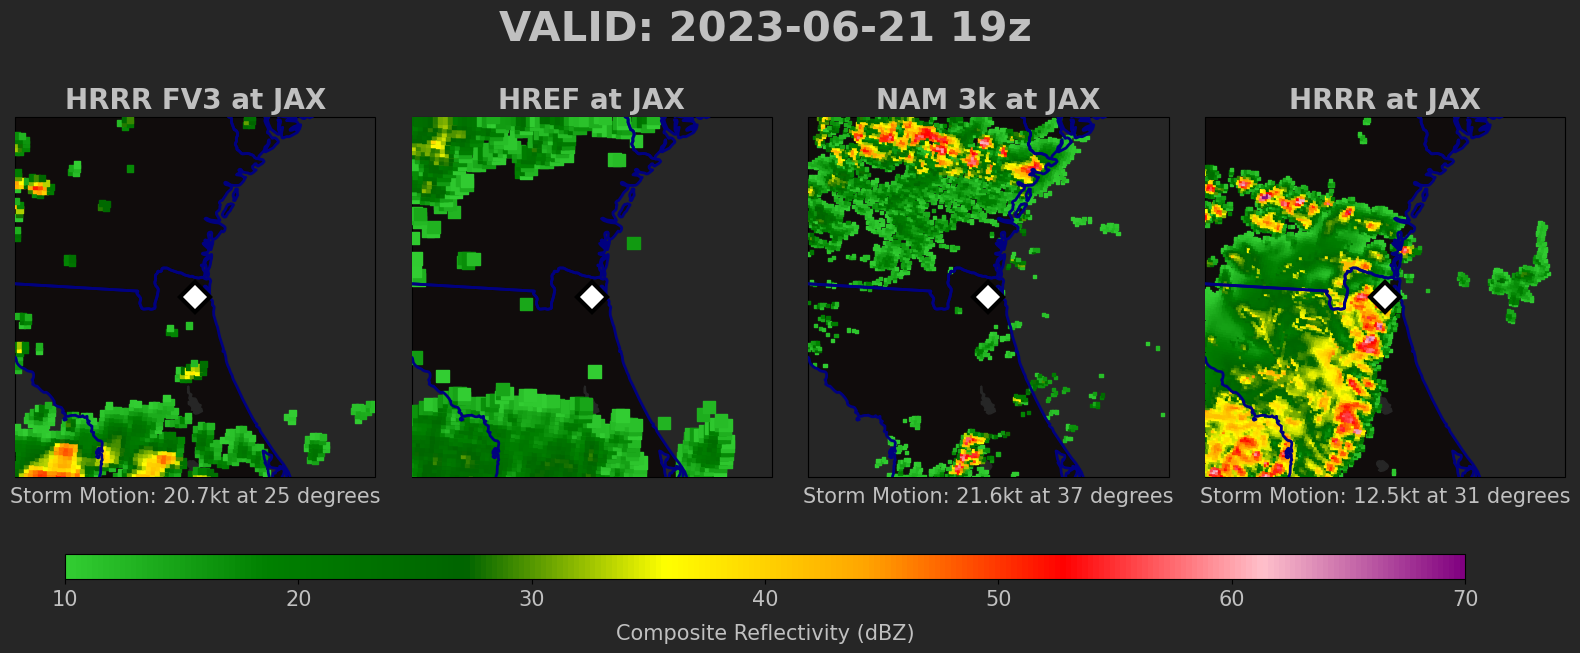 VALID: 2023-06-21 19z
HRRR FV3 at JAX
HREF at JAX
NAM 3k at JAX
HRRR at JAX
Storm Motion: 20.7kt at 25 degrees
Storm Motion: 21.6kt at 37 degrees
Storm Motion: 12.5kt at 31 degrees
10 20 30 40 50 60 70
Composite Reflectivity (dBZ)